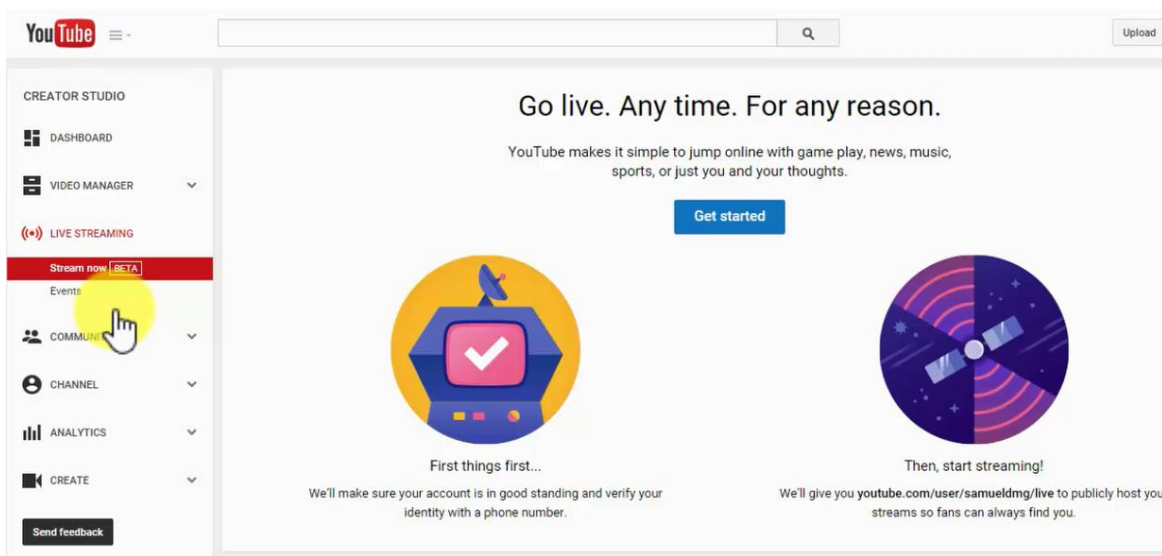 YouTube
Upload
CREATOR STUDIO
DASHBOARD
VIDEO MANAGER
LIVE STREAMING
Stream now BETA
Events
CHANNEL
ANALYTICS
CREATE
Send feedback
Go live. Any time. For any reason.
YouTube makes it simple to jump online with game play, news, music,
sports, or just you and your thoughts.
Get started
First things first...
We'll make sure your account is in good standing and verify your
identity with a phone number.
Then, start streaming!
We'll give you youtube.com/user/samueldmg/live to publicly host you
streams so fans can always find you.